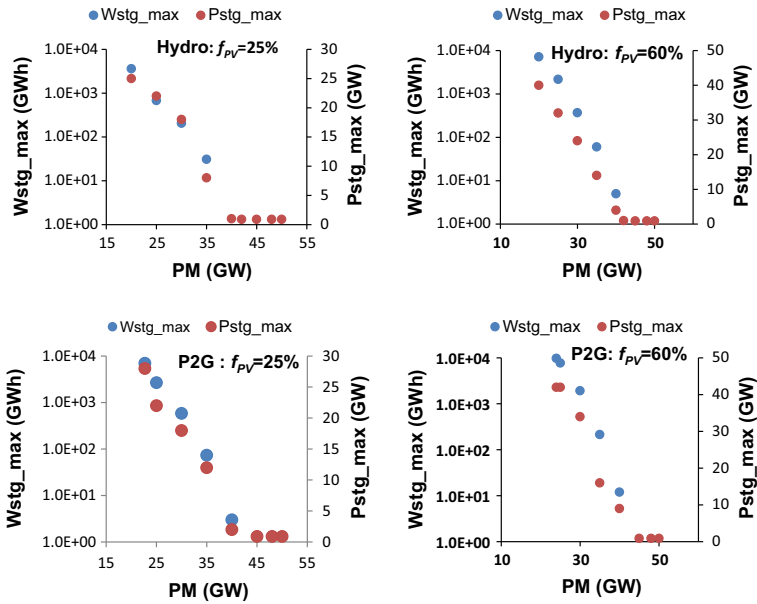 Wstg_max Pstg_max
Hydro: fPV=25%
Wstg_max (GWh)
1.0E+04
1.0E+03
1.0E+02
1.0E+01
1.0E+00
30
25
20
15
10
5
0
Pstg_max (GW)
15 25 35 45 55
PM (GW)
Wstg_max Pstg_max
Hydro: fPV=60%
Wstg_max (GWh)
1.0E+04
1.0E+03
1.0E+02
1.0E+01
1.0E+00
50
40
30
20
10
0
Pstg_max (GW)
10 30 50
PM (GW)
Wstg_max Pstg_max
P2G : fPV=25%
Wstg_max (GWh)
1.0E+04
1.0E+03
1.0E+02
1.0E+01
1.0E+00
30
25
20
15
10
5
0
Pstg_max (GW)
15 25 35 45 55
PM (GW)
Wstg_max Pstg_max
P2G: fPV=60%
Wstg_max (GWh)
1.0E+04
1.0E+03
1.0E+02
1.0E+01
1.0E+00
50
40
30
20
10
0
Pstg_max (GW)
10 30 50
PM (GW)